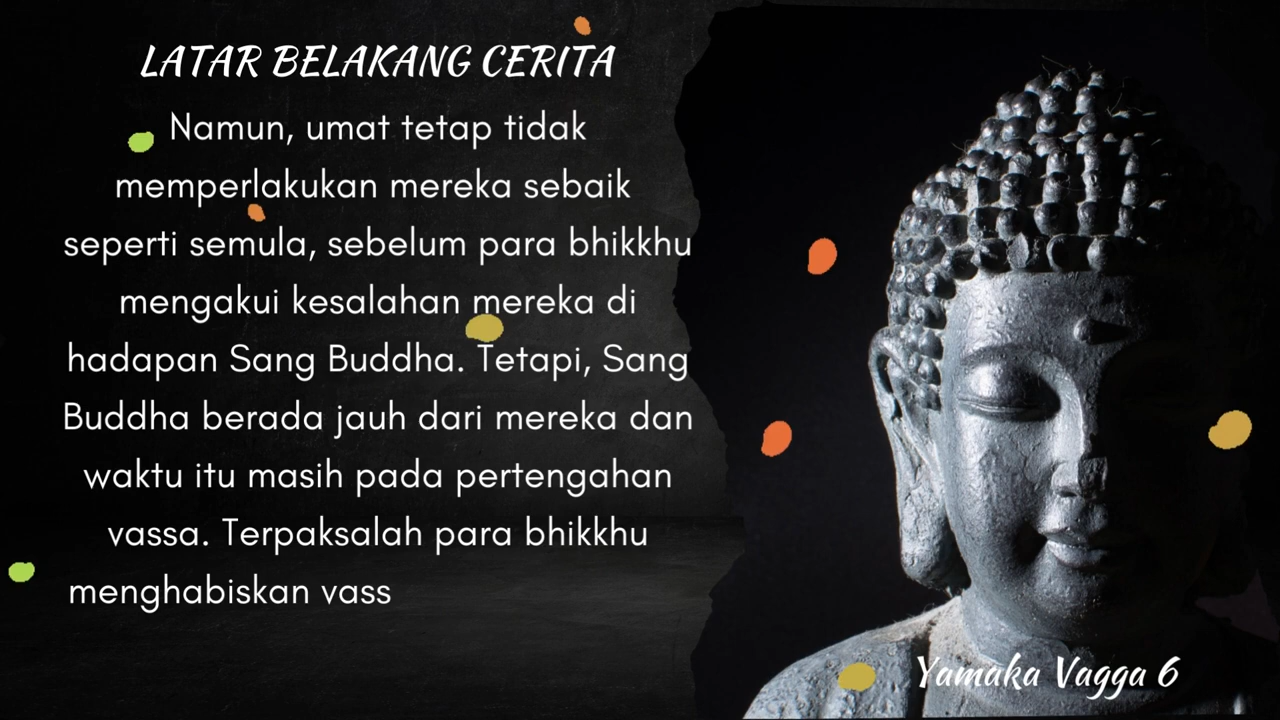 LATAR BELAKANG CERITA
Namun, umat tetap tidak
memperlakukan mereka sebaik
seperti semula, sebelum para bhikkhu
mengakui kesalahan mereka di
hadapan Sang Buddha. Tetapi, Sang
Buddha berada jauh dari mereka dan
waktu itu masih pada pertengahan
vassa. Terpaksalah para bhikkhu
menghabiskan vass
Yamaka Vagga 6